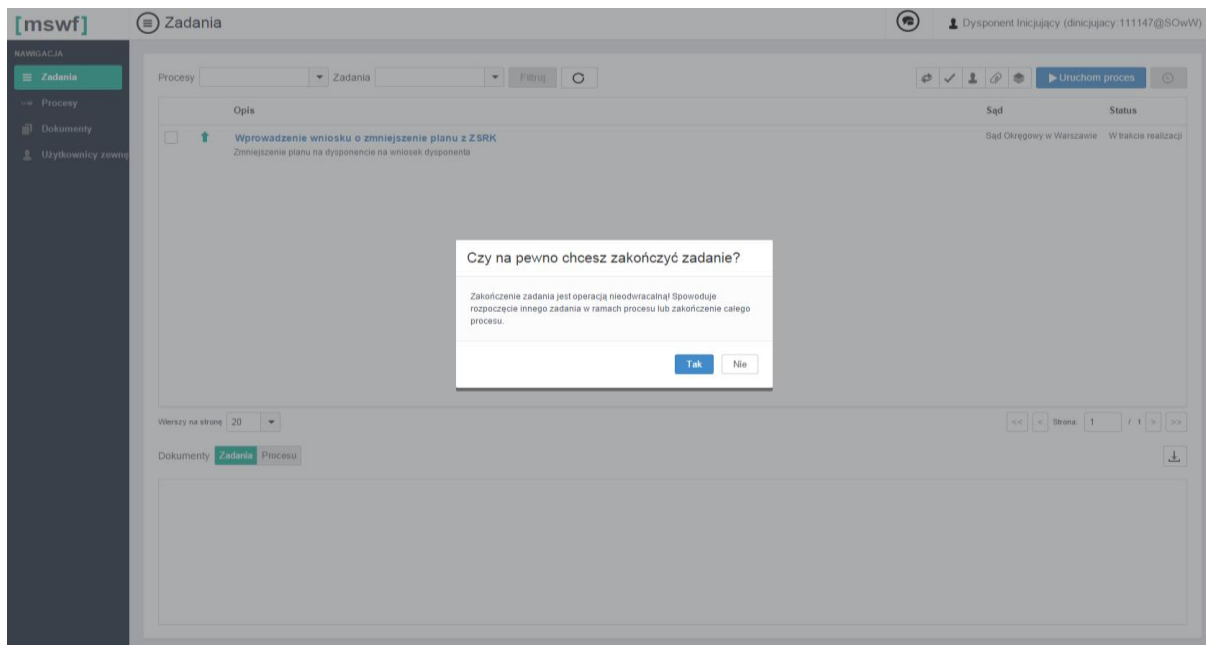 [mswf]
Zadania
Dysponent Inicjujący (dinicjujacy:111147@SOwW)
NAWIGACJA
Zadania
Procesy
Dokumenty
Użytkownicy zewnę
Procesy
Zadania
Filtruj
Uruchom proces
Opis
Sąd
Status
Wprowadzenie wniosku o zmniejszenie planu z ZSRK
Sąd Okręgowy w Warszawie
W trakcie realizacji
Zmniejszenie planu na dysponencie na wniosek dysponenta
Czy na pewno chcesz zakończyć zadanie?
Zakończenie zadania jest operacją nieodwracalną! Spowoduje
rozpoczęcie innego zadania w ramach procesu lub zakończenie całego
procesu.
Tak
Nie
Wierszy na stronę
20
<<
<
Strona:
1
/ 1
>
>>
Dokumenty
Zadania
Procesu